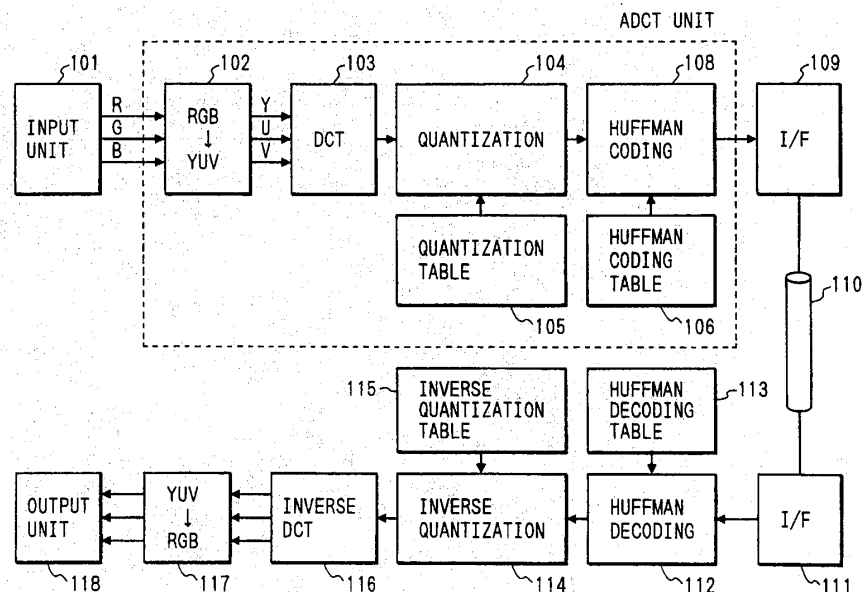 ADCT UNIT
101
102
103
104
108
109
INPUT
UNIT
R
G
B
RGB
↓
YUV
Y
U
V
DCT
QUANTIZATION
HUFFMAN
CODING
I/F
QUANTIZATION
TABLE
HUFFMAN
CODING
TABLE
105
106
110
115
INVERSE
QUANTIZATION
TABLE
HUFFMAN
DECODING
TABLE
113
OUTPUT
UNIT
YUV
↓
RGB
INVERSE
DCT
INVERSE
QUANTIZATION
HUFFMAN
DECODING
I/F
118
117
116
114
112
111